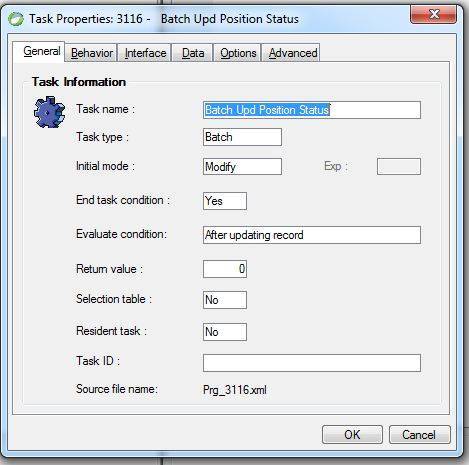 Task Properties: 3116 - Batch Upd Position Status
General Behavior Interface Data Options Advanced
Task Information
Task name : Batch Upd Position Status
Task type : Batch
Initial mode : Modify Exp :
End task condition : Yes
Evaluate condition: After updating record
Return value : 0
Selection table : No
Resident task : No
Task ID :
Source file name: Prg_3116.xml
OK Cancel